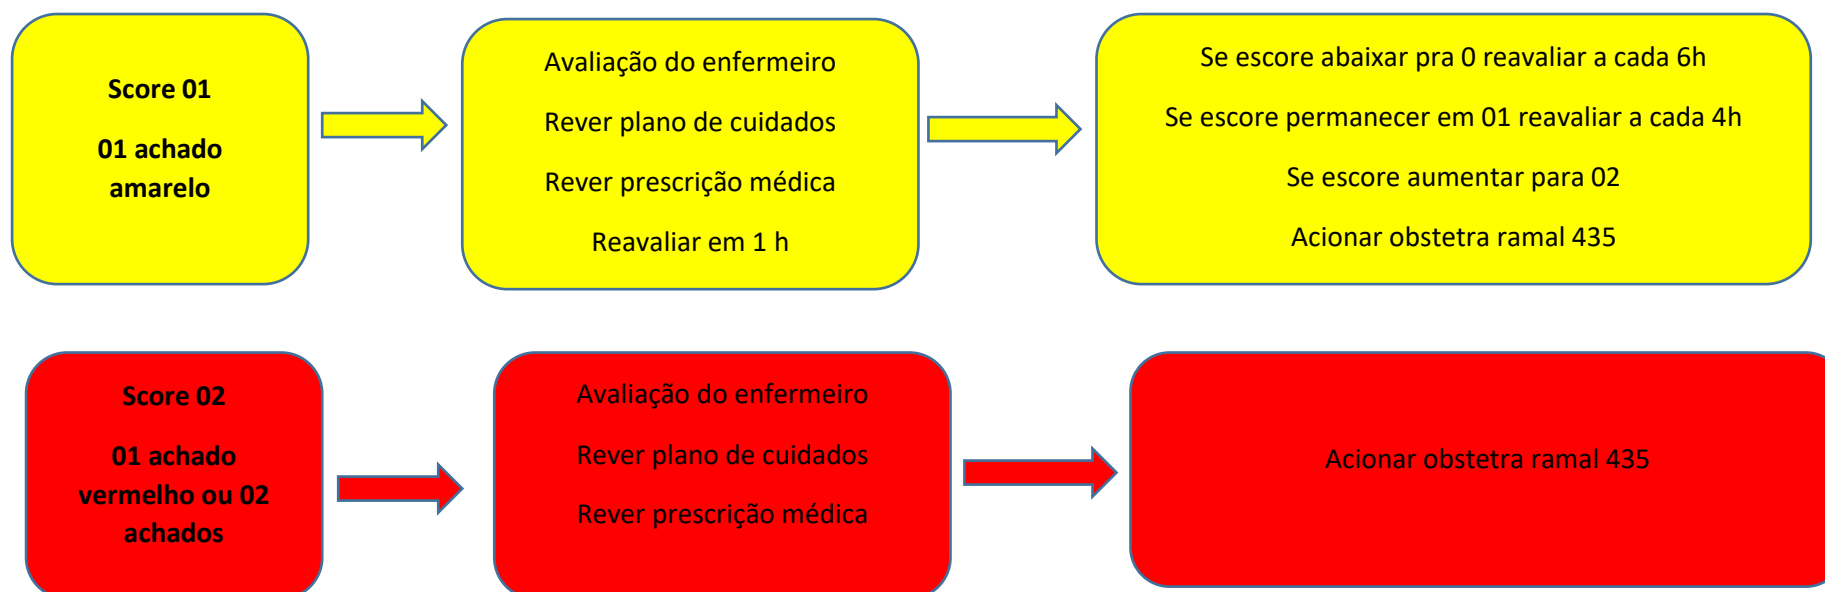 Score 01
01 achado
amarelo
Avaliação do enfermeiro
Rever plano de cuidados
Rever prescrição médica
Reavaliar em 1 h
Se escore abaixar pra 0 reavaliar a cada 6h
Se escore permanecer em 01 reavaliar a cada 4h
Se escore aumentar para 02
Acionar obstetra ramal 435
Score 02
01 achado
vermelho ou 02
achados
Avaliação do enfermeiro
Rever plano de cuidados
Rever prescrição médica
Acionar obstetra ramal 435